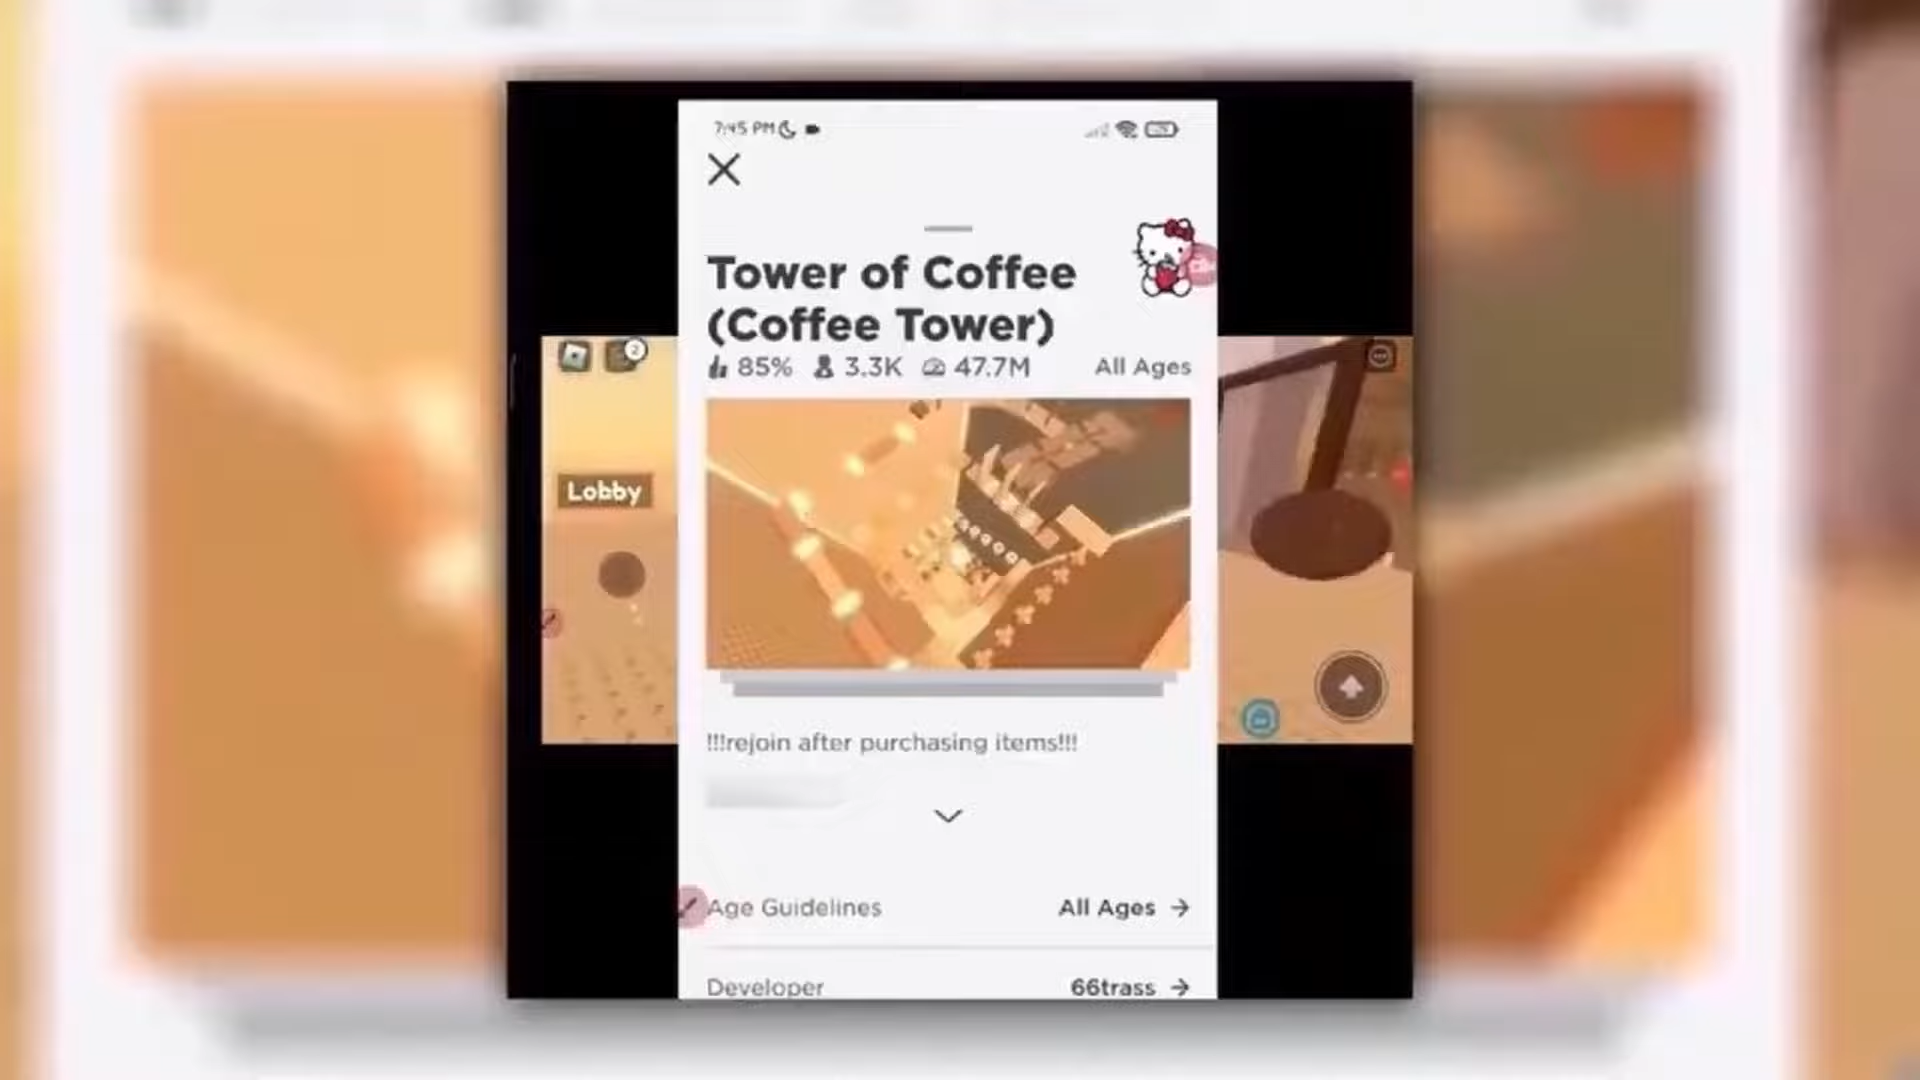 7:45 PM
Tower of Coffee
(Coffee Tower)
85% 3.3K 47.7M All Ages
2
Lobby
!!!rejoin after purchasing items!!!
Age Guidelines All Ages
Developer 66trass